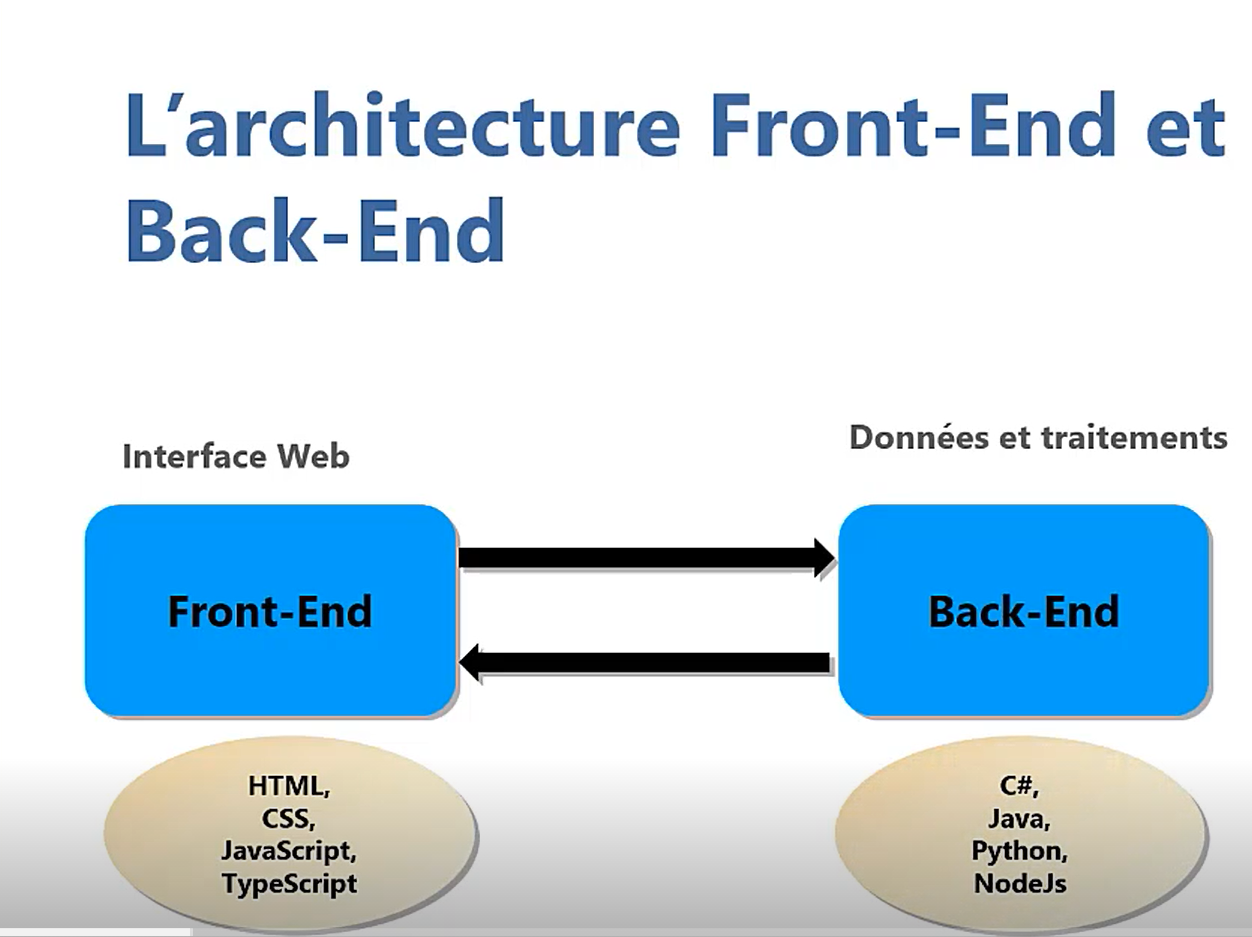 L’architecture Front-End et
Back-End
Interface Web
Données et traitements
Front-End
Back-End
HTML,
CSS,
JavaScript,
TypeScript
C#,
Java,
Python,
NodeJs